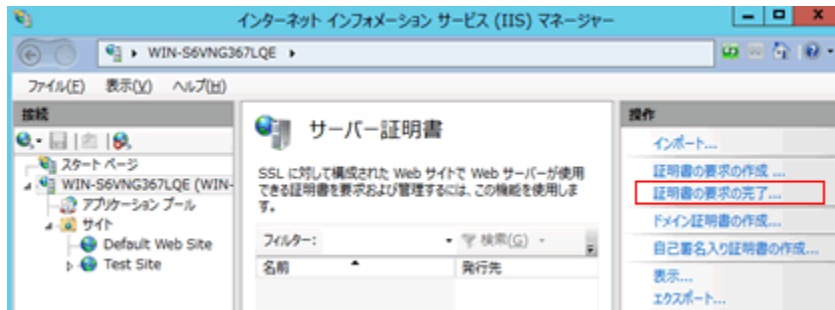 インターネット インフォメーション サービス (IIS) マネージャー
WIN-S6VNG367LQE
ファイル(F) 表示(V) ヘルプ(H)
接続
スタート ページ
WIN-S6VNG367LQE (WIN-
アプリケーション プール
サイト
Default Web Site
Test Site
サーバー証明書
SSL に対して構成された Web サイトで Web サーバーが使用
できる証明書を要求および管理するには、この機能を使用しま
す。
フィルター: 検索(G)
名前 発行先
操作
インポート...
証明書の要求の作成 ...
証明書の要求の完了...
ドメイン証明書の作成...
自己署名入り証明書の作成...
表示...
エクスポート...